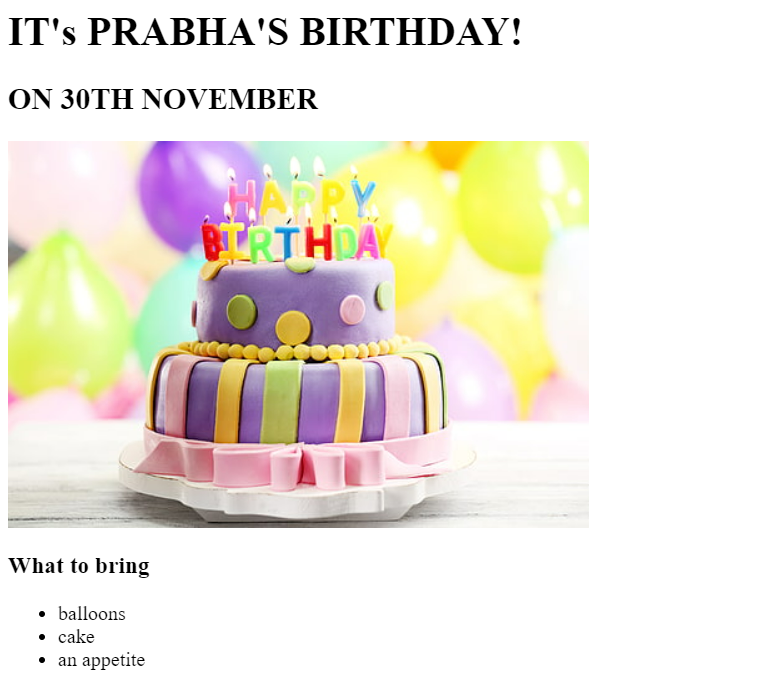 IT's PRABHA'S BIRTHDAY!
ON 30TH NOVEMBER
HAPPY
BIRTHDAY
What to bring
balloons
cake
an appetite